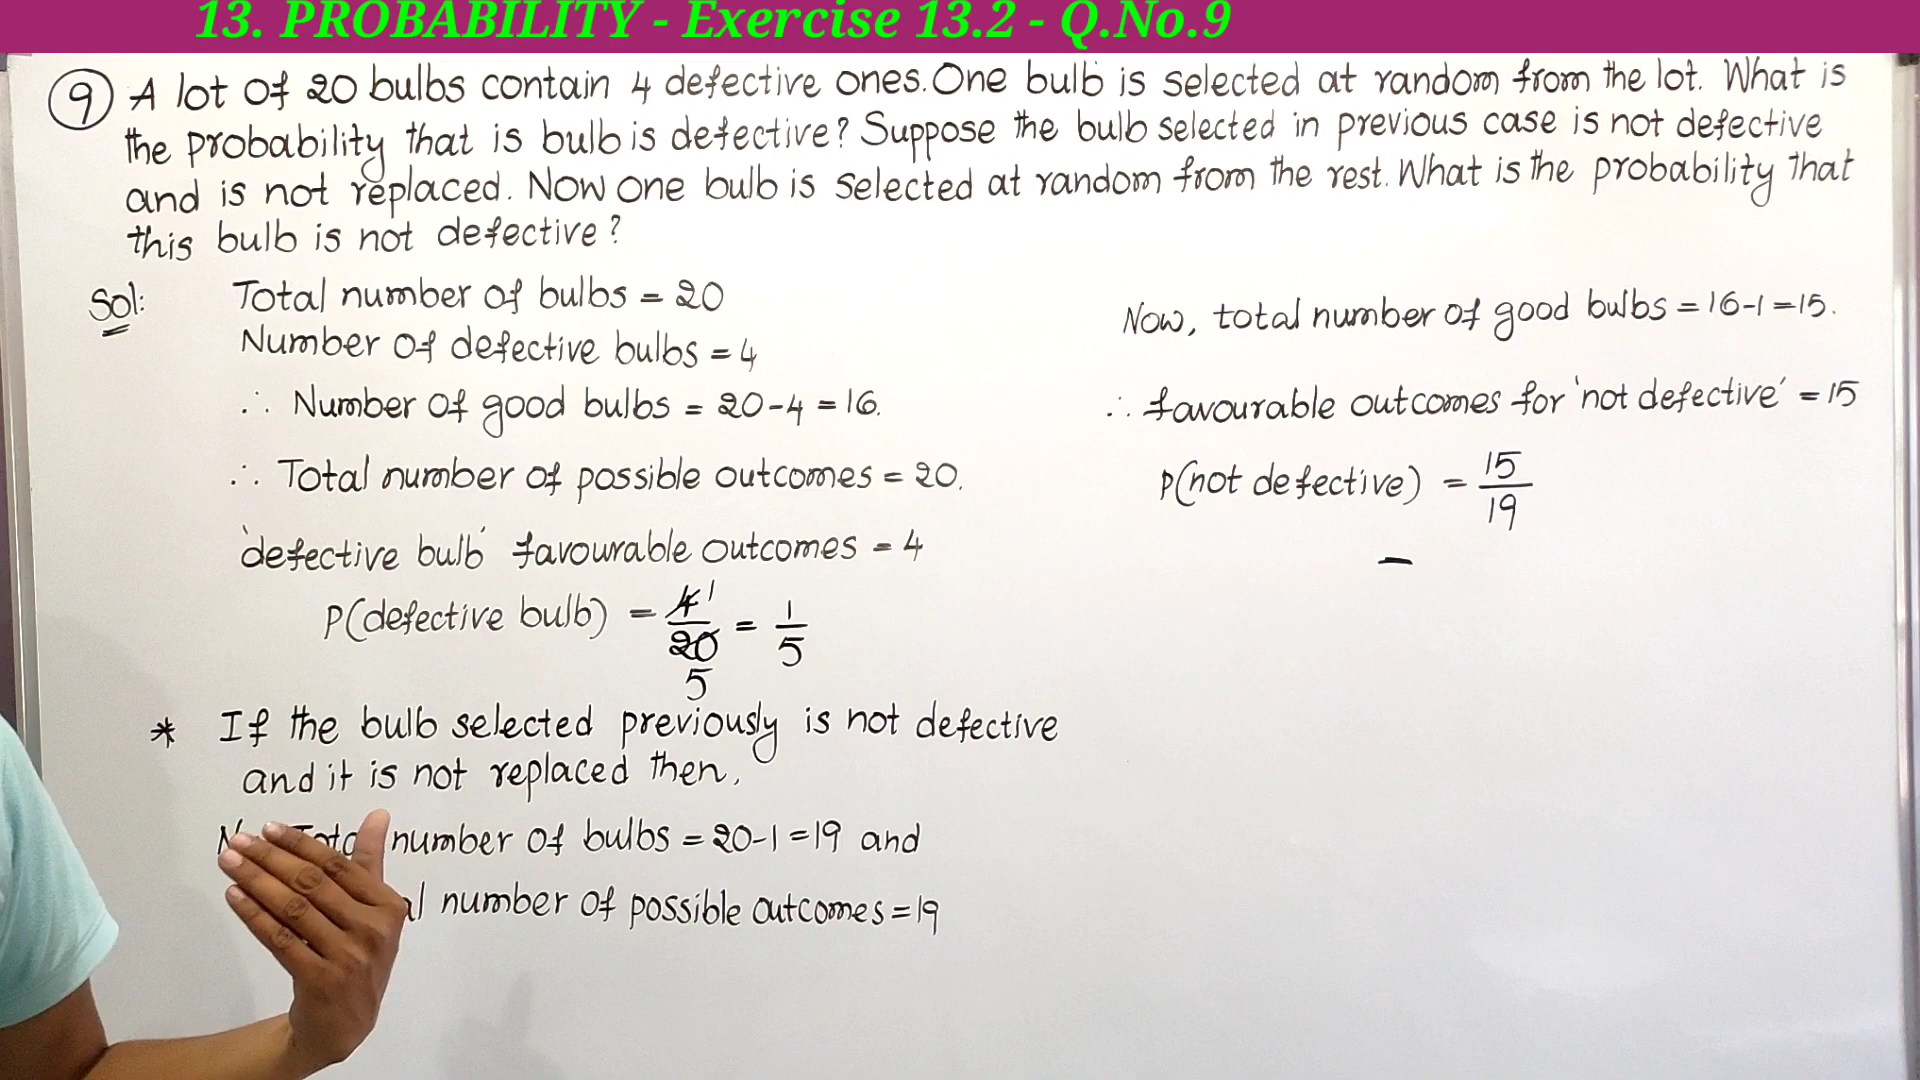 13. PROBABILITY - Exercise 13.2 - Q.No.9
9 A lot of 20 bulbs contain 4 defective ones. One bulb is selected at random from the lot. What is
the probability that is bulb is defective? Suppose the bulb selected in previous case is not defective
and is not replaced. Now one bulb is selected at random from the rest. What is the probability that
this bulb is not defective?
Sol: Total number of bulbs = 20
Number of defective bulbs = 4
∴ Number of good bulbs = 20-4 = 16.
∴ Total number of possible outcomes = 20.
'defective bulb' favourable outcomes = 4
P(defective bulb) = 4/20 = 1/5
1
5
* If the bulb selected previously is not defective
and it is not replaced then,
number of bulbs = 20-1 = 19 and
number of possible outcomes = 19
Now, total number of good bulbs = 16-1 = 15.
∴ favourable outcomes for 'not defective' = 15
P(not defective) = 15/19